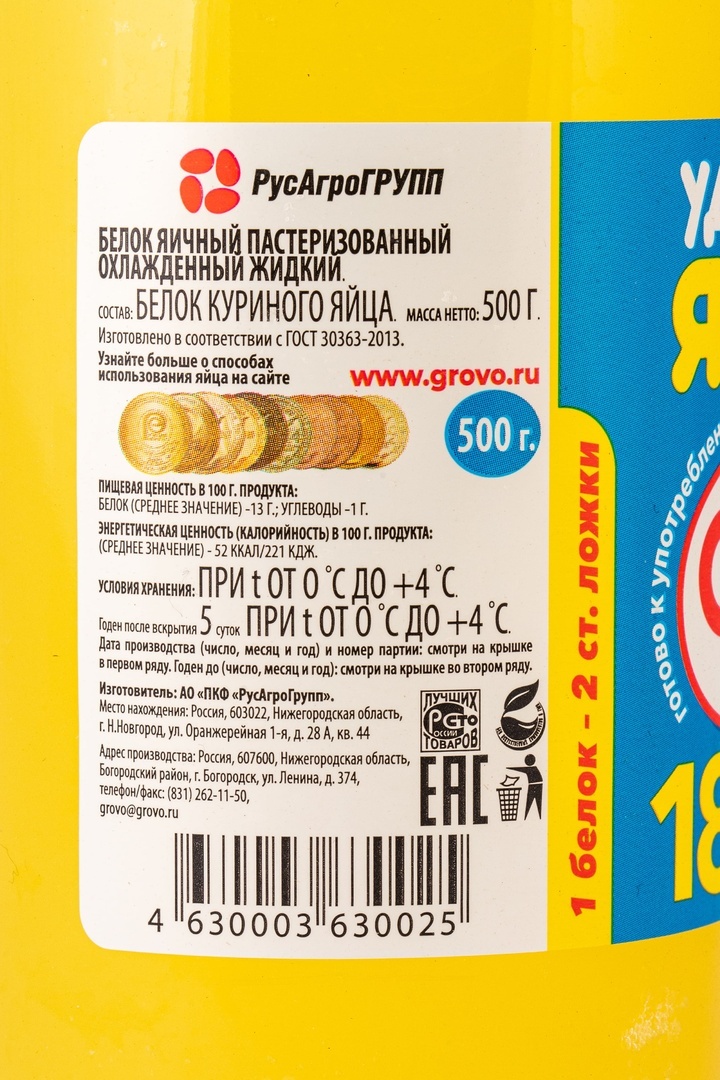 РусАгроГРУПП
БЕЛОК ЯИЧНЫЙ ПАСТЕРИЗОВАННЫЙ
ОХЛАЖДЕННЫЙ ЖИДКИЙ.
СОСТАВ: БЕЛОК КУРИНОГО ЯЙЦА. МАССА НЕТТО: 500 Г.
Изготовлено в соответствии с ГОСТ 30363-2013.
Узнайте больше о способах
использования яйца на сайте www.grovo.ru
500 г.
ПИЩЕВАЯ ЦЕННОСТЬ В 100 Г. ПРОДУКТА:
БЕЛОК (СРЕДНЕЕ ЗНАЧЕНИЕ) -13 Г.; УГЛЕВОДЫ -1 Г.
ЭНЕРГЕТИЧЕСКАЯ ЦЕННОСТЬ (КАЛОРИЙНОСТЬ) В 100 Г. ПРОДУКТА:
(СРЕДНЕЕ ЗНАЧЕНИЕ) - 52 ККАЛ/221 КДЖ.
УСЛОВИЯ ХРАНЕНИЯ: ПРИ t ОТ 0 °С ДО +4 °С.
Годен после вскрытия 5 суток ПРИ t ОТ 0 °С ДО +4 °С.
Дата производства (число, месяц и год) и номер партии: смотри на крышке
в первом ряду. Годен до (число, месяц и год): смотри на крышке во втором ряду.
Изготовитель: АО «ПКФ «РусАгроГрупп».
Место нахождения: Россия, 603022, Нижегородская область,
г. Н.Новгород, ул. Оранжерейная 1-я, д. 28 А, кв. 44
Адрес производства: Россия, 607600, Нижегородская область,
Богородский район, г. Богородск, ул. Ленина, д. 374,
телефон/факс: (831) 262-11-50,
grovo@grovo.ru
ЛУЧШИХ
СТО
РОССИИ
ТОВАРОВ
EAC
4 630003 630025
1 белок - 2 ст. ложки
готово к употреблен
УД
Я
18